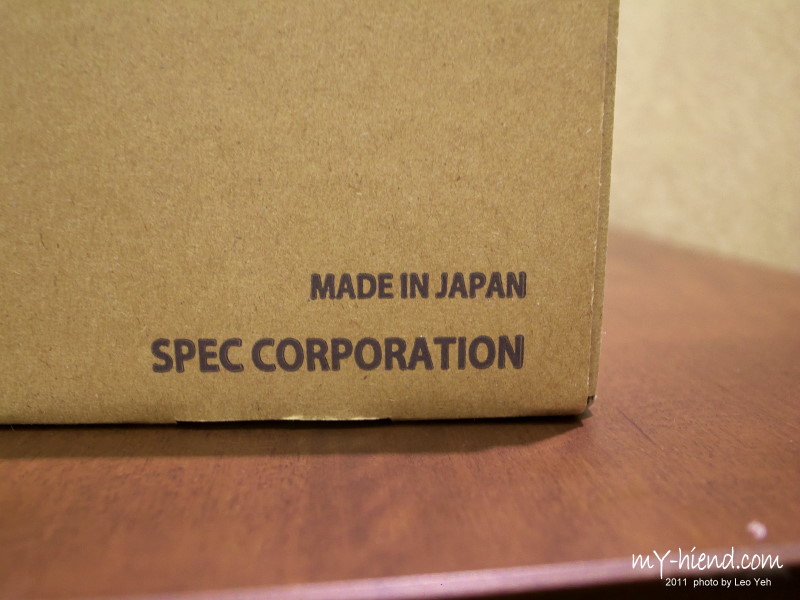 MADE IN JAPAN
SPEC CORPORATION
mY-hiend.com
2011 photo by Leo Yeh